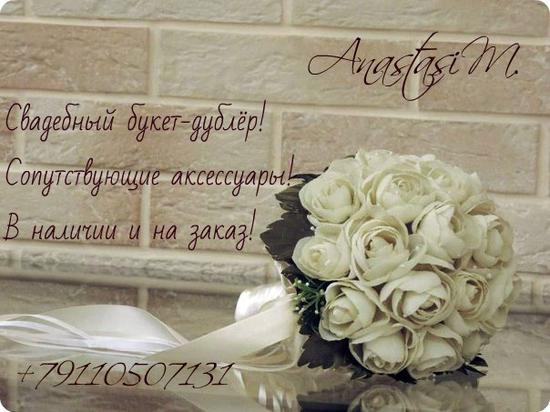 Anastasi M.
Свадебный букет-дублёр!
Сопутствующие аксессуары!
В наличии и на заказ!
+79110507131